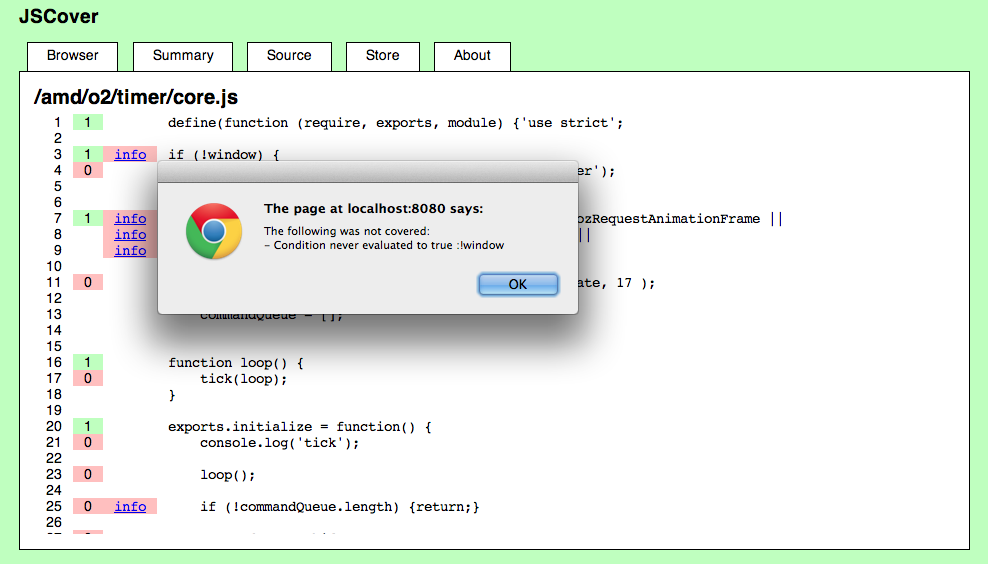 JSCover
Browser Summary Source Store About
/amd/o2/timer/core.js
1 1 define(function (require, exports, module) {'use strict';
2
3 1 info if (!window) {
4 0 er');
5
6
7 1 info ozRequestAnimationFrame ||
8 info ||
9 info
10
11 0 ate, 17 );
12
13 commandQueue = [];
14
15
16 1 function loop() {
17 0 tick(loop);
18 }
19
20 1 exports.initialize = function() {
21 0 console.log('tick');
22
23 0 loop();
24
25 0 info if (!commandQueue.length) {return;}
26
The page at localhost:8080 says:
The following was not covered:
- Condition never evaluated to true :!window
OK